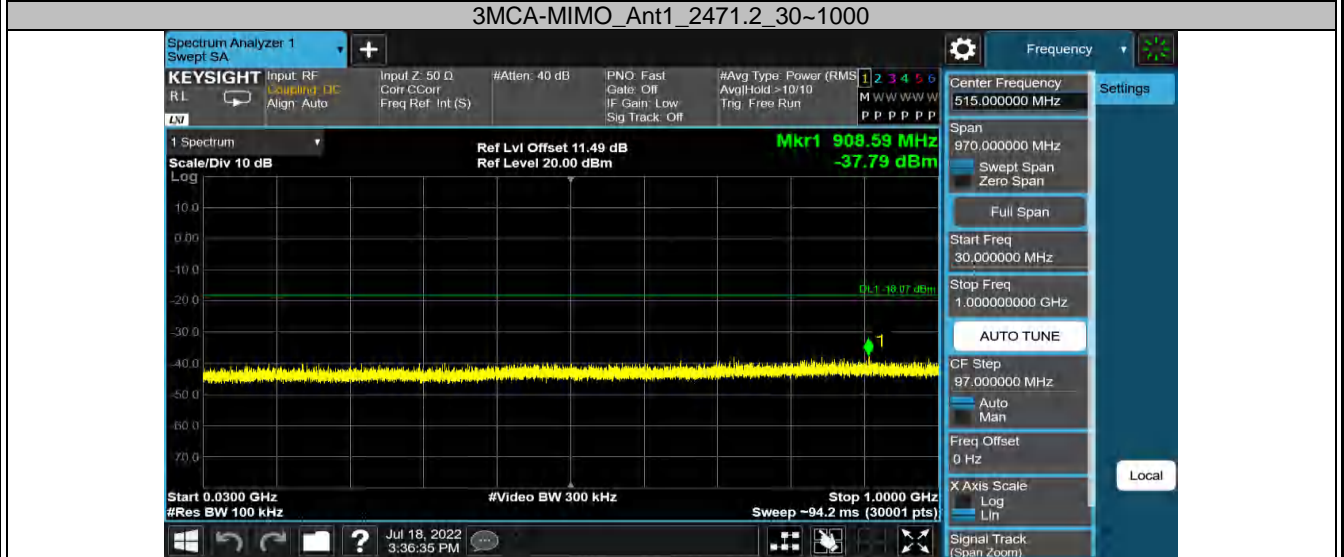 3MCA-MIMO_Ant1_2471.2_30~1000
Spectrum Analyzer 1
Swept SA
+
Frequency
KEYSIGHT
RL
LXI
Input: RF
Coupling: DC
Align: Auto
Input Z: 50 Ω
Corr CCorr
Freq Ref: Int (S)
#Atten: 40 dB
PNO: Fast
Gate: Off
IF Gain: Low
Sig Track: Off
#Avg Type: Power (RMS
Avg|Hold:>10/10
Trig: Free Run
1 2 3 4 5 6
M W W W W W
P P P P P P
Center Frequency
515.000000 MHz
Settings
1 Spectrum
Scale/Div 10 dB
Log
Ref Lvl Offset 11.49 dB
Ref Level 20.00 dBm
Mkr1 908.59 MHz
-37.79 dBm
10.0
0.00
-10.0
-20.0
-30.0
-40.0
-50.0
-60.0
-70.0
DL1 -18.07 dBm
1
Start 0.0300 GHz
#Res BW 100 kHz
#Video BW 300 kHz
Stop 1.0000 GHz
Sweep ~94.2 ms (30001 pts)
Span
970.000000 MHz
Swept Span
Zero Span
Full Span
Start Freq
30.000000 MHz
Stop Freq
1.000000000 GHz
AUTO TUNE
CF Step
97.000000 MHz
Auto
Man
Freq Offset
0 Hz
X Axis Scale
Log
Lin
Signal Track
(Span Zoom)
Local
?
Jul 18, 2022
3:36:35 PM